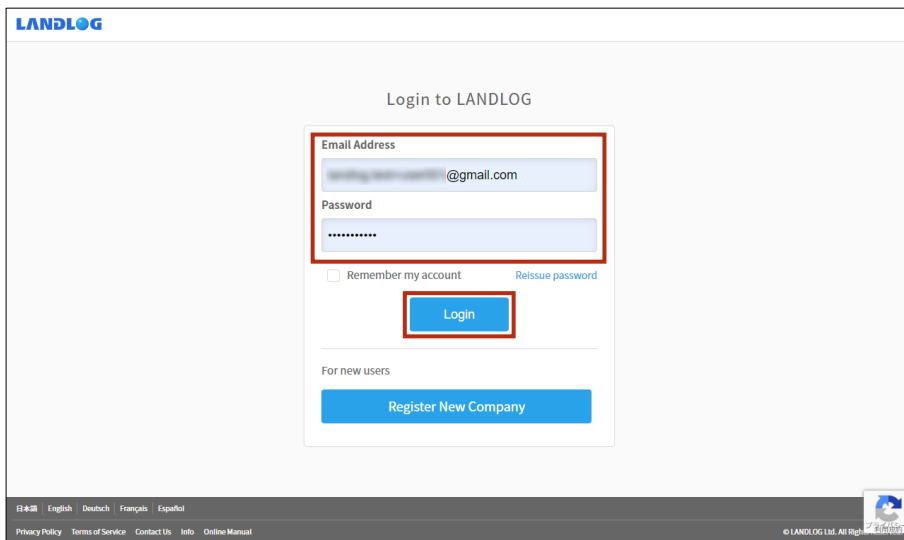 LANDLOG
Login to LANDLOG
Email Address
@gmail.com
Password
•••••••••••
Remember my account
Reissue password
Login
For new users
Register New Company
日本語 English Deutsch Français Español
Privacy Policy Terms of Service Contact Us Info Online Manual
© LANDLOG Ltd. All Rights